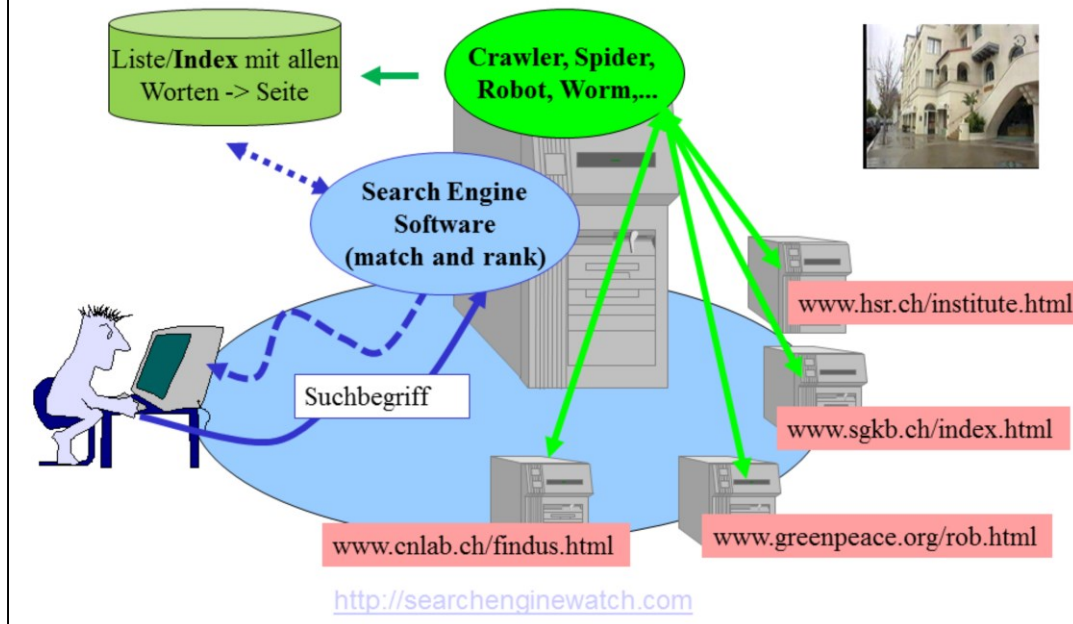 Liste/Index mit allen
Worten -> Seite
Crawler, Spider,
Robot, Worm,...
Search Engine
Software
(match and rank)
www.hsr.ch/institute.html
Suchbegriff
www.sgkb.ch/index.html
www.cnlab.ch/findus.html
www.greenpeace.org/rob.html
http://searchenginewatch.com